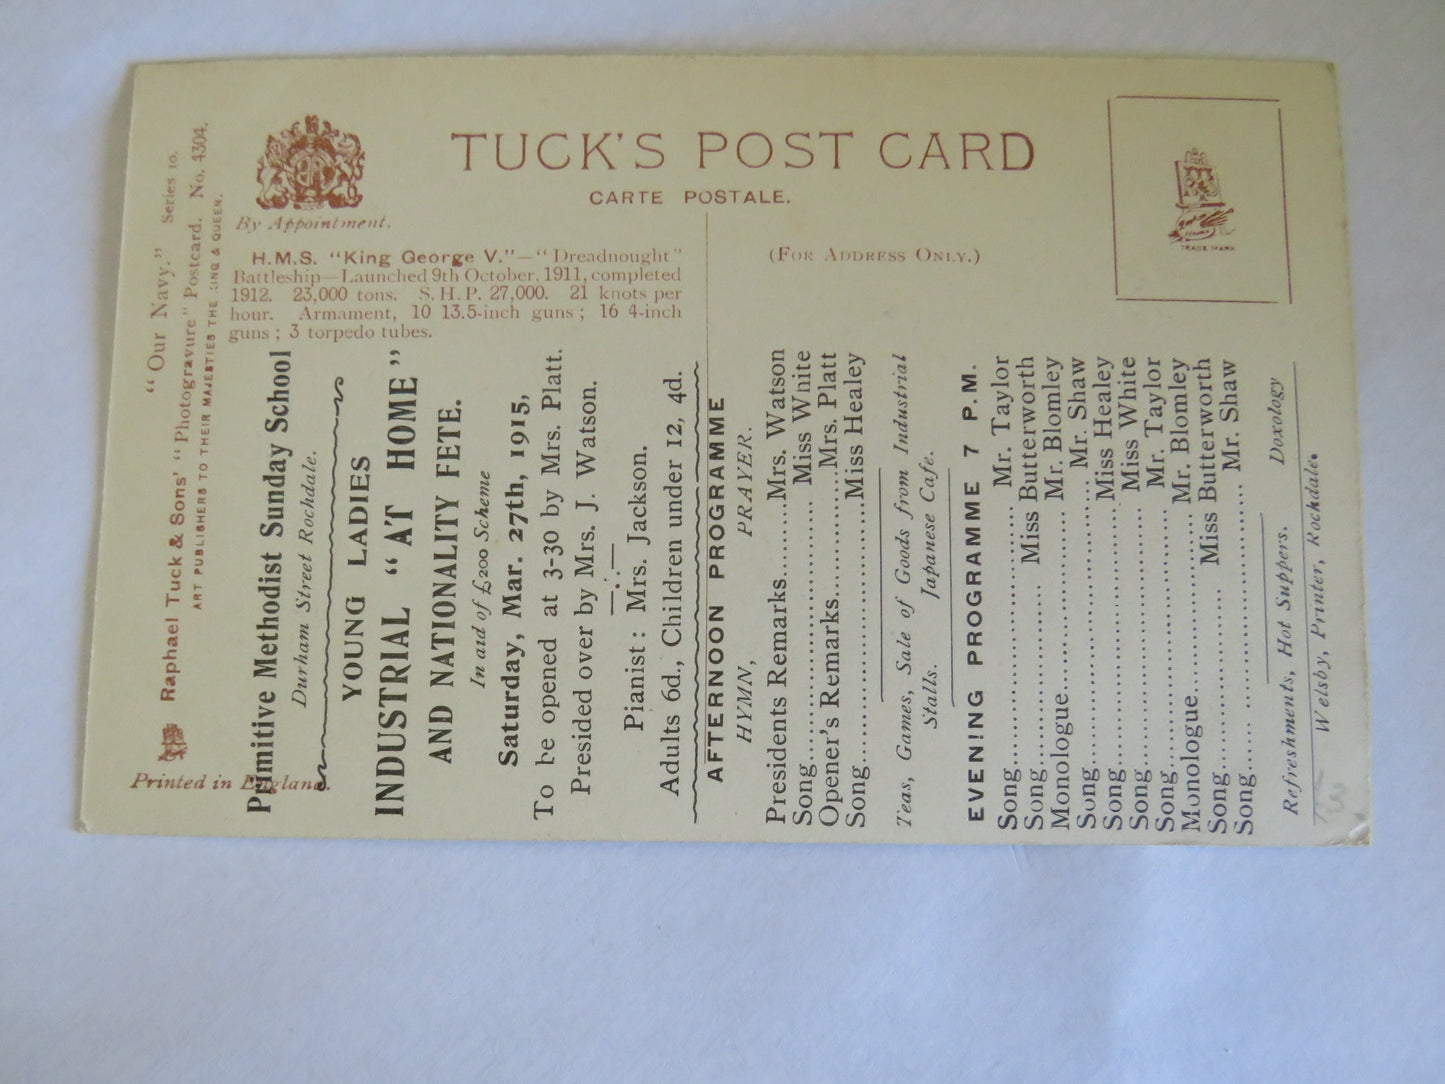 TUCK'S POST CARD
CARTE POSTALE.
By Appointment.
(FOR ADDRESS ONLY.)
TRADE MARK
H.M.S. "King George V."—"Dreadnought"
Battleship—Launched 9th October, 1911, completed
1912. 23,000 tons. S.H.P. 27,000. 21 knots per
hour. Armament, 10 13.5-inch guns; 16 4-inch
guns; 3 torpedo tubes.
"Our Navy." Series 10.
Raphael Tuck & Sons' "Photogravure" Postcard. No. 4304.
ART PUBLISHERS TO THEIR MAJESTIES THE KING & QUEEN.
Printed in England.
Primitive Methodist Sunday School
Durham Street Rochdale.
YOUNG LADIES
INDUSTRIAL "AT HOME"
AND NATIONALITY FETE.
In aid of £200 Scheme
Saturday, Mar. 27th, 1915,
To be opened at 3-30 by Mrs. Platt.
Presided over by Mrs. J. Watson.
Pianist: Mrs. Jackson.
Adults 6d., Children under 12, 4d.
AFTERNOON PROGRAMME
HYMN, PRAYER.
Presidents Remarks........Mrs. Watson
Song........Miss White
Opener's Remarks........Mrs. Platt
Song........Miss Healey
Teas, Games, Sale of Goods from Industrial
Stalls. Japanese Cafe.
EVENING PROGRAMME 7 P.M.
Song........Mr. Taylor
Song........Miss Butterworth
Monologue........Mr. Blomley
Song........Mr. Shaw
Song........Miss Healey
Song........Miss White
Song........Mr. Taylor
Monologue........Mr. Blomley
Song........Miss Butterworth
Song........Mr. Shaw
Refreshments, Hot Suppers. Doxology
Welsby, Printer, Rochdale.